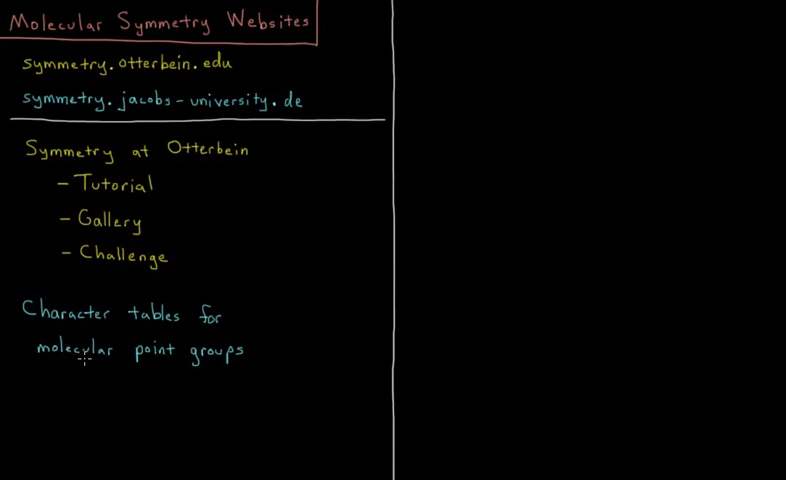 Molecular Symmetry Websites
symmetry.otterbein.edu
symmetry.jacobs-university.de
Symmetry at Otterbein
- Tutorial
- Gallery
- Challenge
Character tables for
molecular point groups